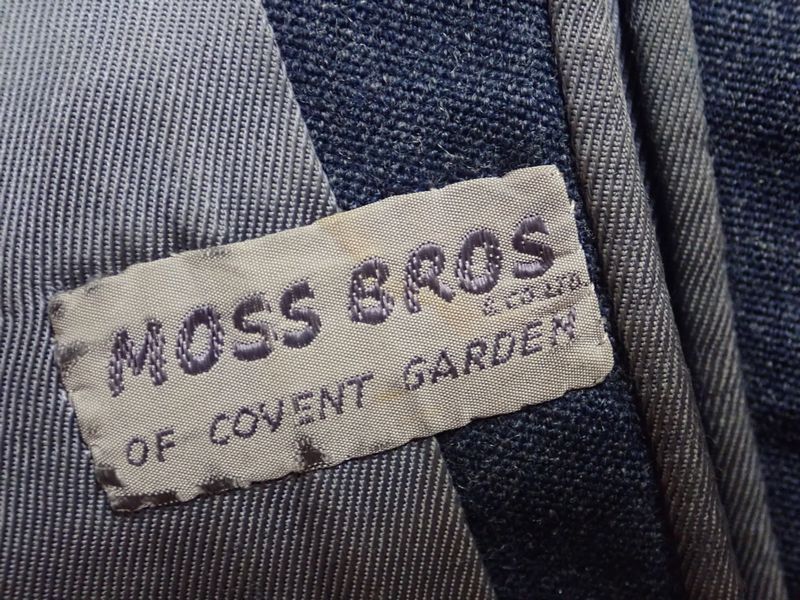 MOSS BROS
& CO. LTD.
OF COVENT GARDEN